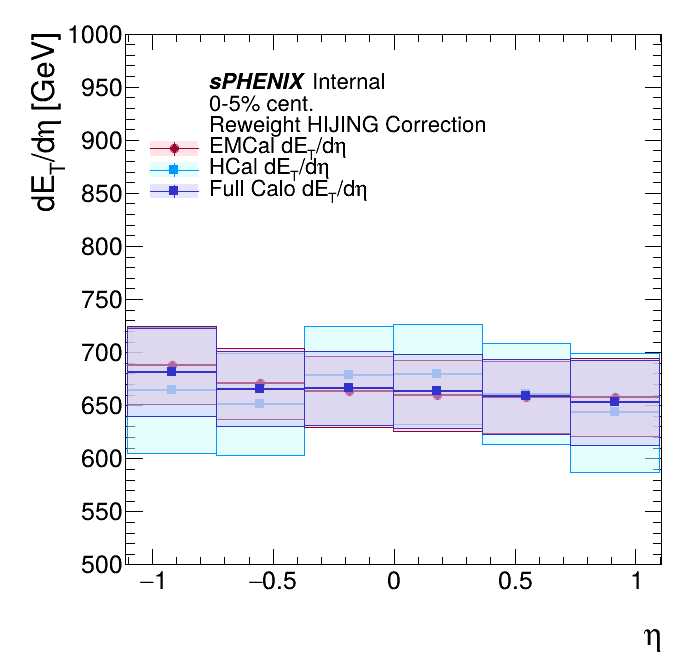 dE_T/dη [GeV]
1000
950
900
850
800
750
700
650
600
550
500
sPHENIX Internal
0-5% cent.
Reweight HIJING Correction
EMCal dE_T/dη
HCal dE_T/dη
Full Calo dE_T/dη
−1 −0.5 0 0.5 1
η